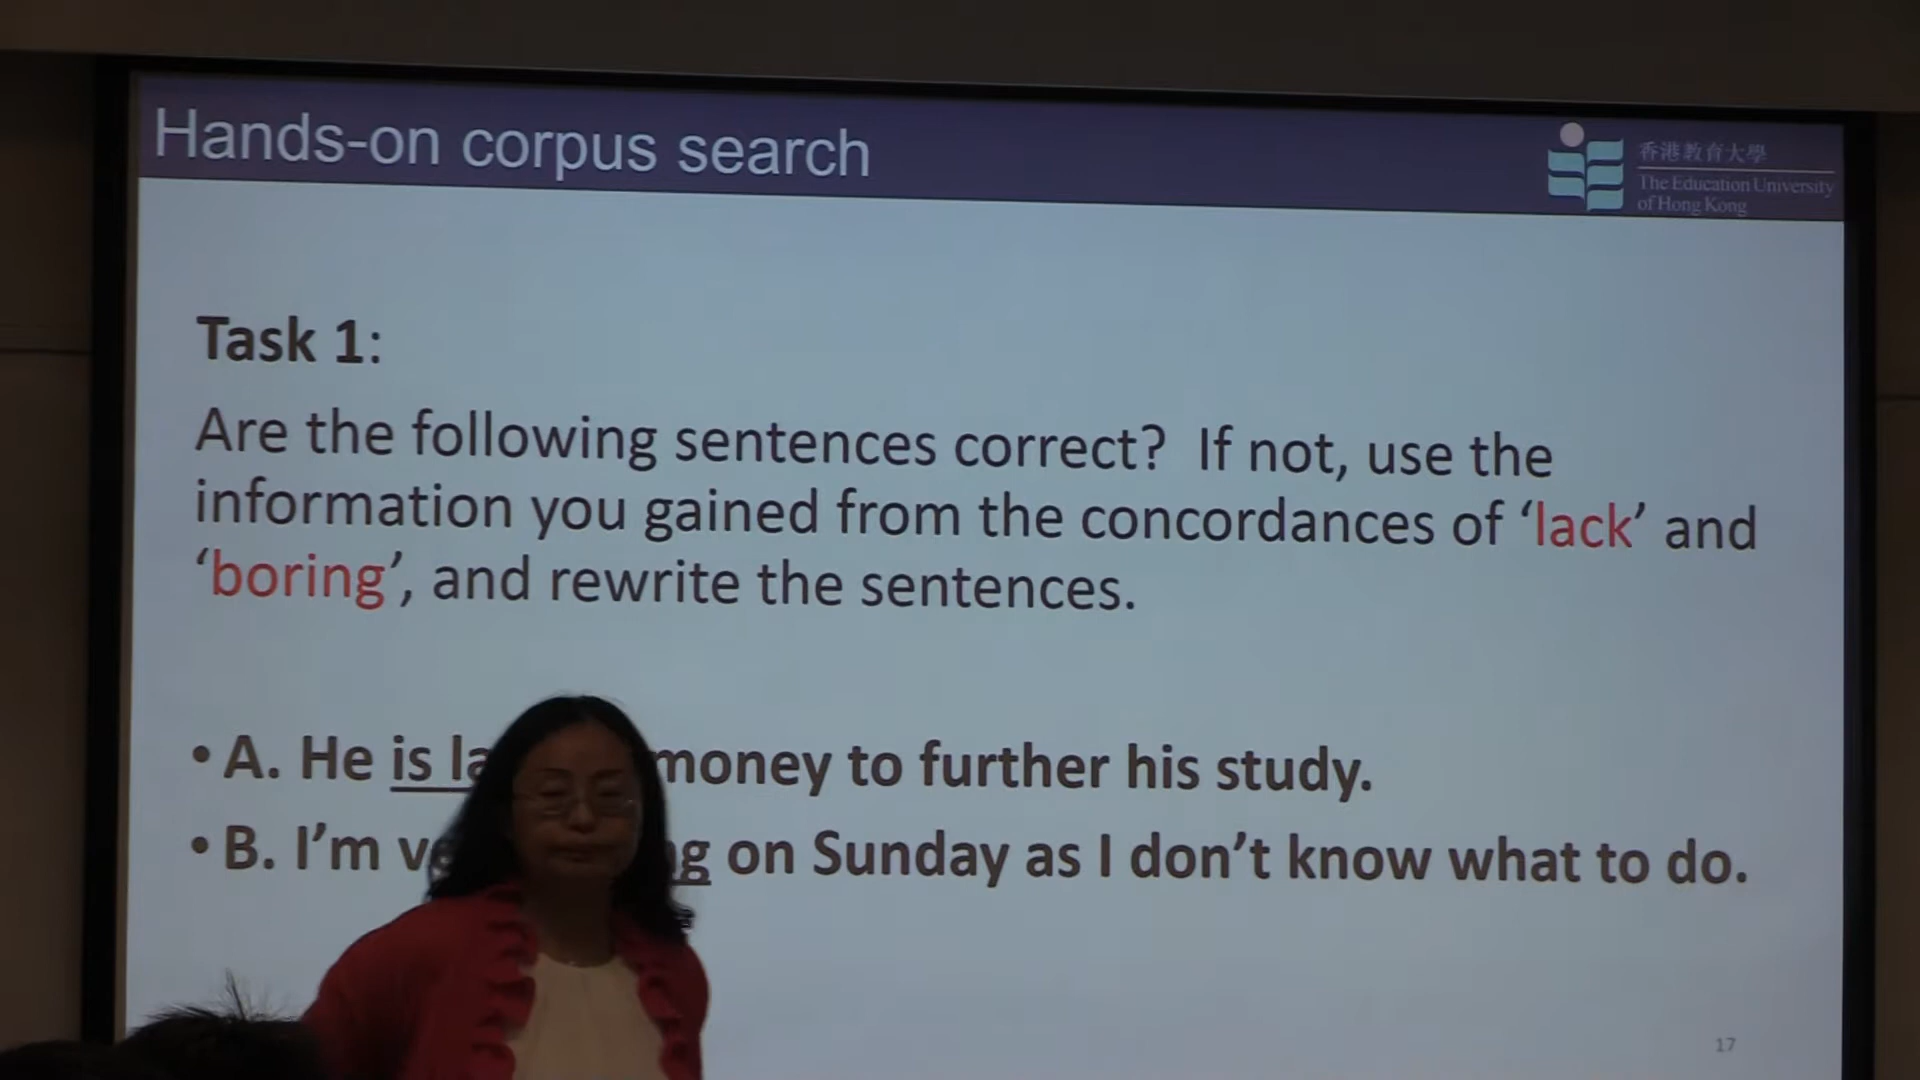 Hands-on corpus search
香港教育大學
The Education University
of Hong Kong
Task 1:
Are the following sentences correct? If not, use the
information you gained from the concordances of ‘lack’ and
‘boring’, and rewrite the sentences.
• A. He is money to further his study.
• B. I’m on Sunday as I don’t know what to do.
17